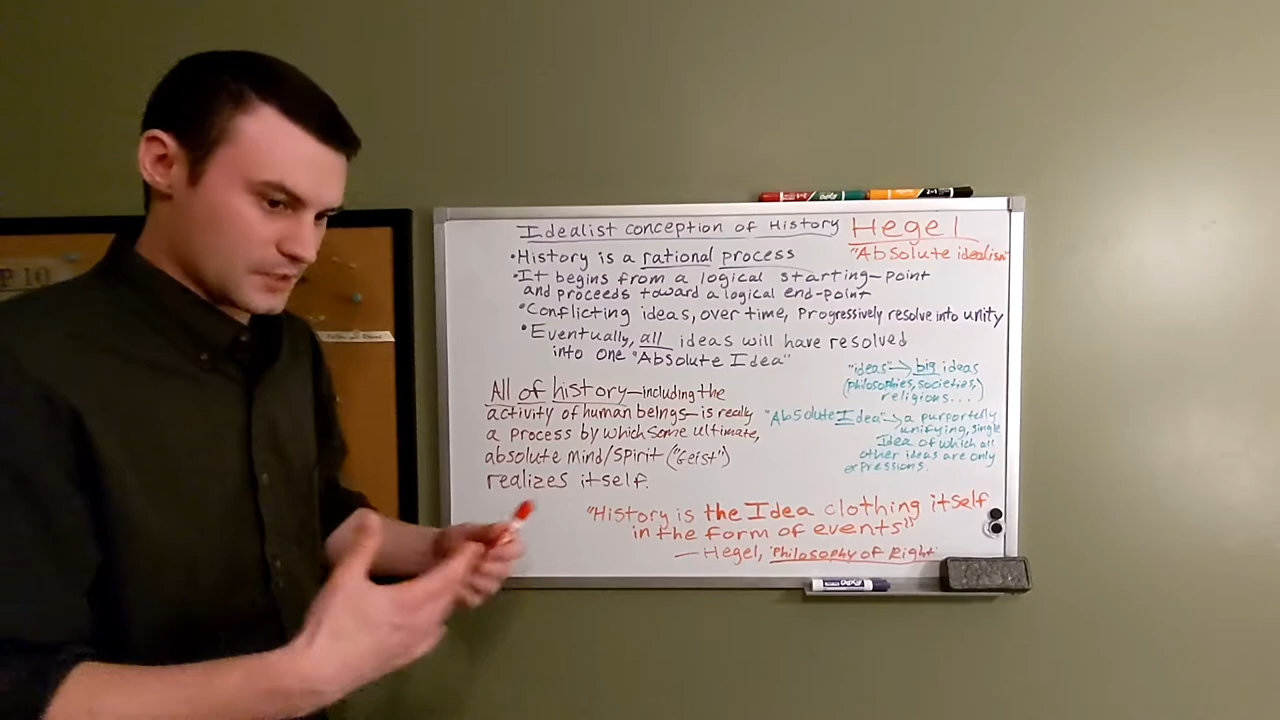 Idealist conception of History
Hegel
"Absolute idealism"
•History is a rational process
•It begins from a logical starting-point
and proceeds toward a logical end-point
•Conflicting ideas, over time, progressively resolve into unity
•Eventually, all ideas will have resolved
into one "Absolute Idea"
"ideas"→big ideas
(philosophies, societies,
religions...)
All of history—including the
activity of human beings—is really
a process by which some ultimate,
absolute mind/spirit ("Geist")
realizes itself.
"Absolute Idea"→a purportedly
unifying, single
Idea of which all
other ideas are only
expressions.
"History is the Idea clothing itself
in the form of events"
— Hegel, Philosophy of Right
P 10
EXPO